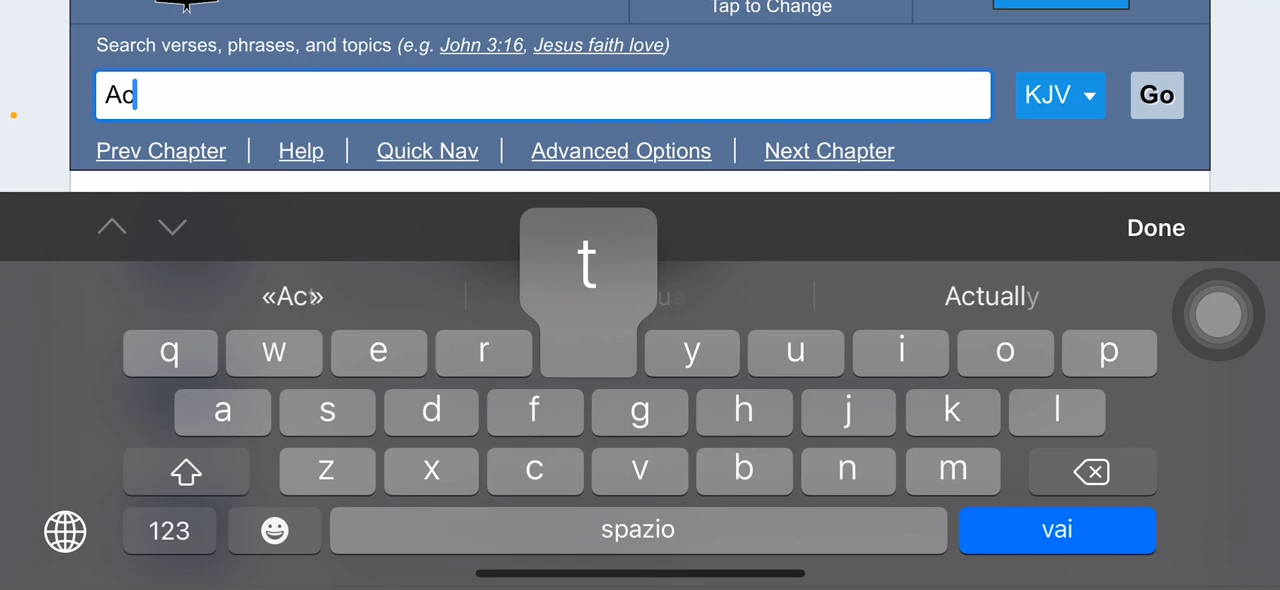 Tap to Change
Search verses, phrases, and topics (e.g. John 3:16, Jesus faith love)
Ac KJV Go
Prev Chapter | Help | Quick Nav | Advanced Options | Next Chapter
Done
t
«Act» Actually
q w e r y u i o p
a s d f g h j k l
z x c v b n m
123 spazio vai